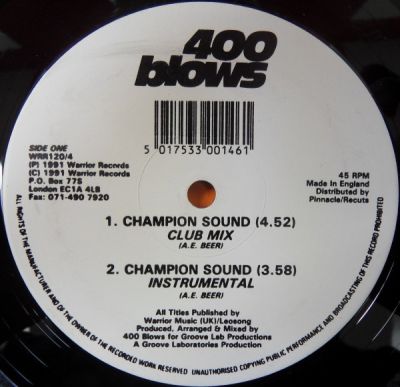 400
blows
5 017533 001461
SIDE ONE
WRR120/4
(P) 1991 Warrior Records
(C) 1991 Warrior Records
P.O. Box 775
London EC1A 4LB
Fax: 071-490 7920
45 RPM
Made In England
Distributed by
Pinnacle/Recuts
1. CHAMPION SOUND (4.52)
CLUB MIX
(A.E. BEER)
2. CHAMPION SOUND (3.58)
INSTRUMENTAL
(A.E. BEER)
All Titles Published by
Warrior Music (UK)/Leosong
Produced, Arranged & Mixed by
400 Blows for Groove Lab Productions
A Groove Laboratories Production
ALL RIGHTS OF THE MANUFACTURER AND OF THE OWNER OF THE RECORDED WORK RESERVED UNAUTHORISED COPYING PUBLIC PERFORMANCE AND BROADCASTING OF THIS RECORD PROHIBITED